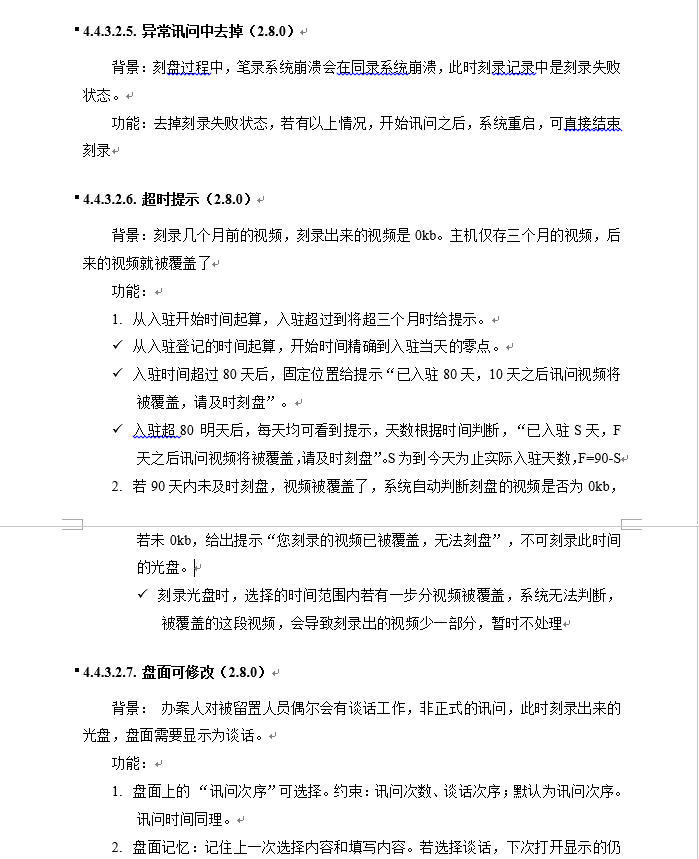 4.4.3.2.5. 异常讯问中去掉（2.8.0）
背景：刻盘过程中，笔录系统崩溃会在同录系统崩溃，此时刻录记录中是刻录失败
状态。
功能：去掉刻录失败状态，若有以上情况，开始讯问之后，系统重启，可直接结束
刻录
4.4.3.2.6. 超时提示（2.8.0）
背景：刻录几个月前的视频，刻录出来的视频是 0kb。主机仅存三个月的视频，后
来的视频就被覆盖了
功能：
1. 从入驻开始时间起算，入驻超过到将超三个月时给提示。
✓ 从入驻登记的时间起算，开始时间精确到入驻当天的零点。
✓ 入驻时间超过 80 天后，固定位置给提示“已入驻 80 天，10 天之后讯问视频将
被覆盖，请及时刻盘”。
✓ 入驻超 80 明天后，每天均可看到提示，天数根据时间判断，“已入驻 S 天，F
天之后讯问视频将被覆盖,请及时刻盘”。S 为到今天为止实际入驻天数,F=90-S
2. 若 90 天内未及时刻盘，视频被覆盖了，系统自动判断刻盘的视频是否为 0kb，
若未 0kb，给出提示“您刻录的视频已被覆盖，无法刻盘”，不可刻录此时间
的光盘。
✓ 刻录光盘时，选择的时间范围内若有一步分视频被覆盖，系统无法判断，
被覆盖的这段视频，会导致刻录出的视频少一部分，暂时不处理
4.4.3.2.7. 盘面可修改（2.8.0）
背景： 办案人对被留置人员偶尔会有谈话工作，非正式的讯问，此时刻录出来的
光盘，盘面需要显示为谈话。
功能：
1. 盘面上的 “讯问次序”可选择。约束：讯问次数、谈话次序；默认为讯问次序。
讯问时间同理。
2. 盘面记忆：记住上一次选择内容和填写内容。若选择谈话，下次打开显示的仍